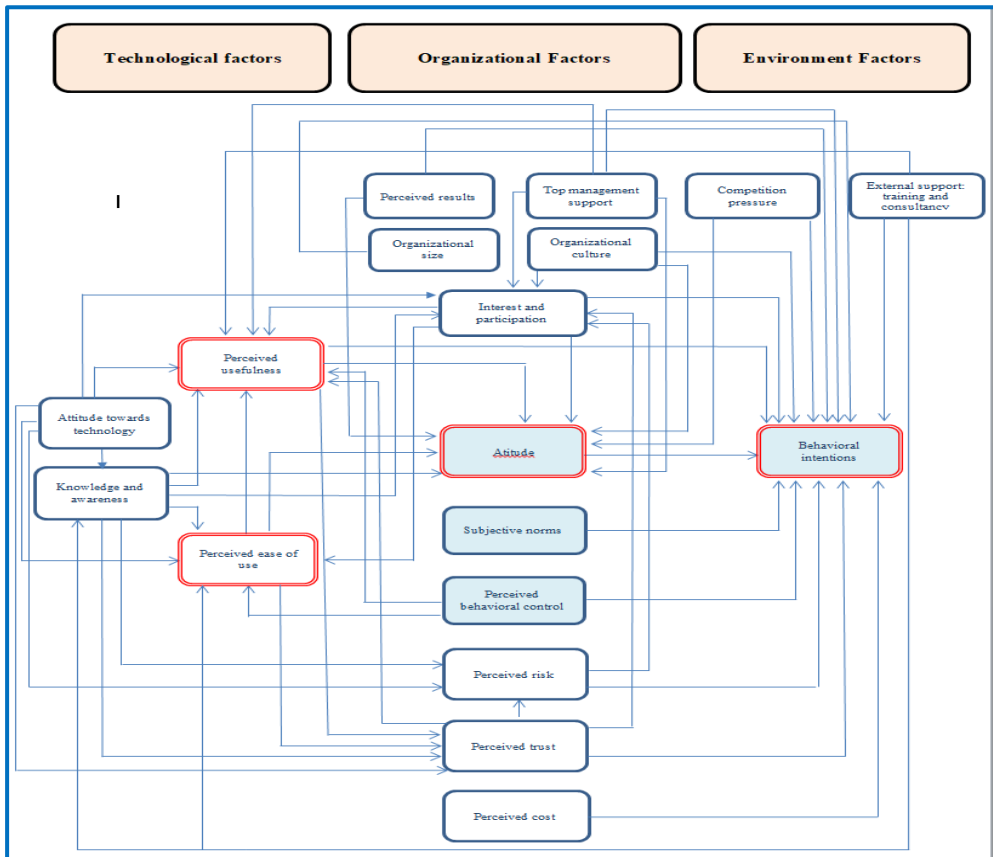 Technological factors
Organizational Factors
Environment Factors
I
Perceived results
Top management
support
Competition
pressure
External support:
training and
consultancy
Organizational
size
Organizational
culture
Interest and
participation
Perceived
usefulness
Attitude towards
technology
Atitude
Behavioral
intentions
Knowledge and
awareness
Subjective norms
Perceived ease of
use
Perceived
behavioral control
Perceived risk
Perceived trust
Perceived cost